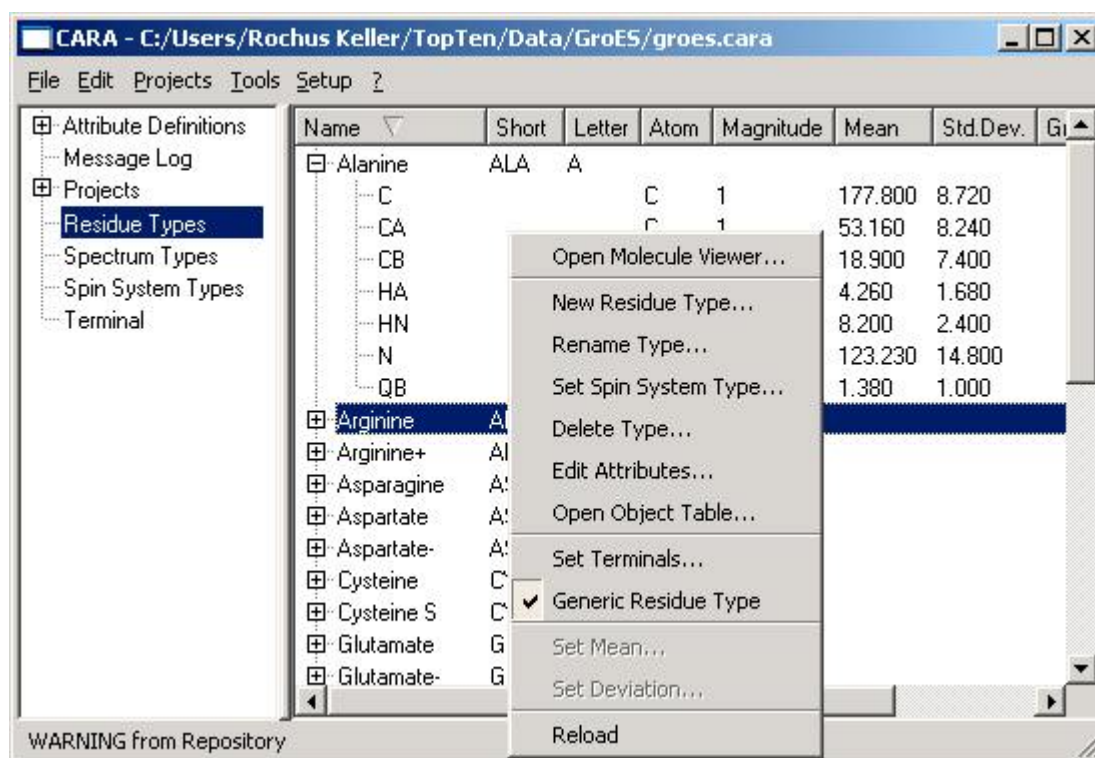 CARA - C:/Users/Rochus Keller/TopTen/Data/GroES/groes.cara
File Edit Projects Tools Setup ?
Attribute Definitions
Message Log
Projects
Residue Types
Spectrum Types
Spin System Types
Terminal
Name Short Letter Atom Magnitude Mean Std.Dev.
Alanine ALA A
C C 1 177.800 8.720
CA C 1 53.160 8.240
CB 18.900 7.400
HA 4.260 1.680
HN 8.200 2.400
N 123.230 14.800
QB 1.380 1.000
Arginine
Arginine+
Asparagine
Aspartate
Aspartate-
Cysteine
Cysteine S
Glutamate
Glutamate-
Open Molecule Viewer...
New Residue Type...
Rename Type...
Set Spin System Type...
Delete Type...
Edit Attributes...
Open Object Table...
Set Terminals...
Generic Residue Type
Set Mean...
Set Deviation...
Reload
WARNING from Repository